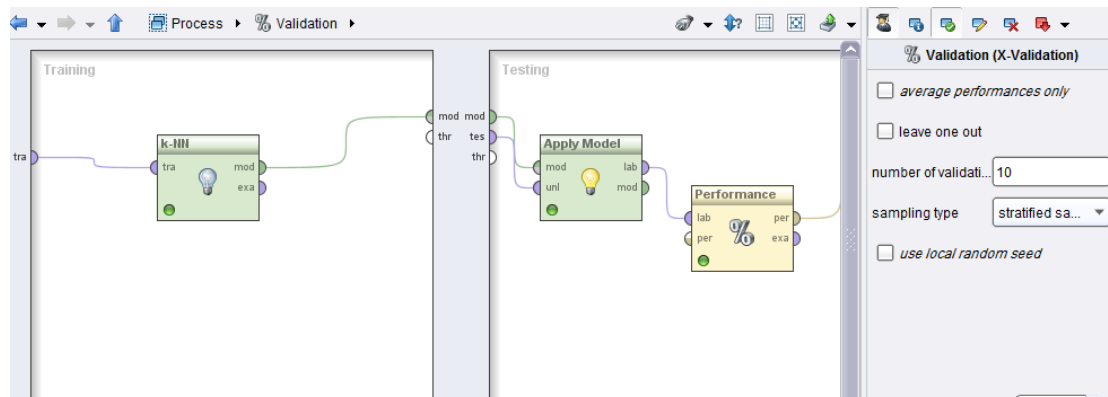 Process Validation
Validation (X-Validation)
Training
Testing
average performances only
leave one out
number of validati... 10
sampling type stratified sa...
use local random seed
tra
k-NN
tra mod
exa
mod mod
thr tes
thr
Apply Model
mod lab
unl mod
Performance
lab per
per exa